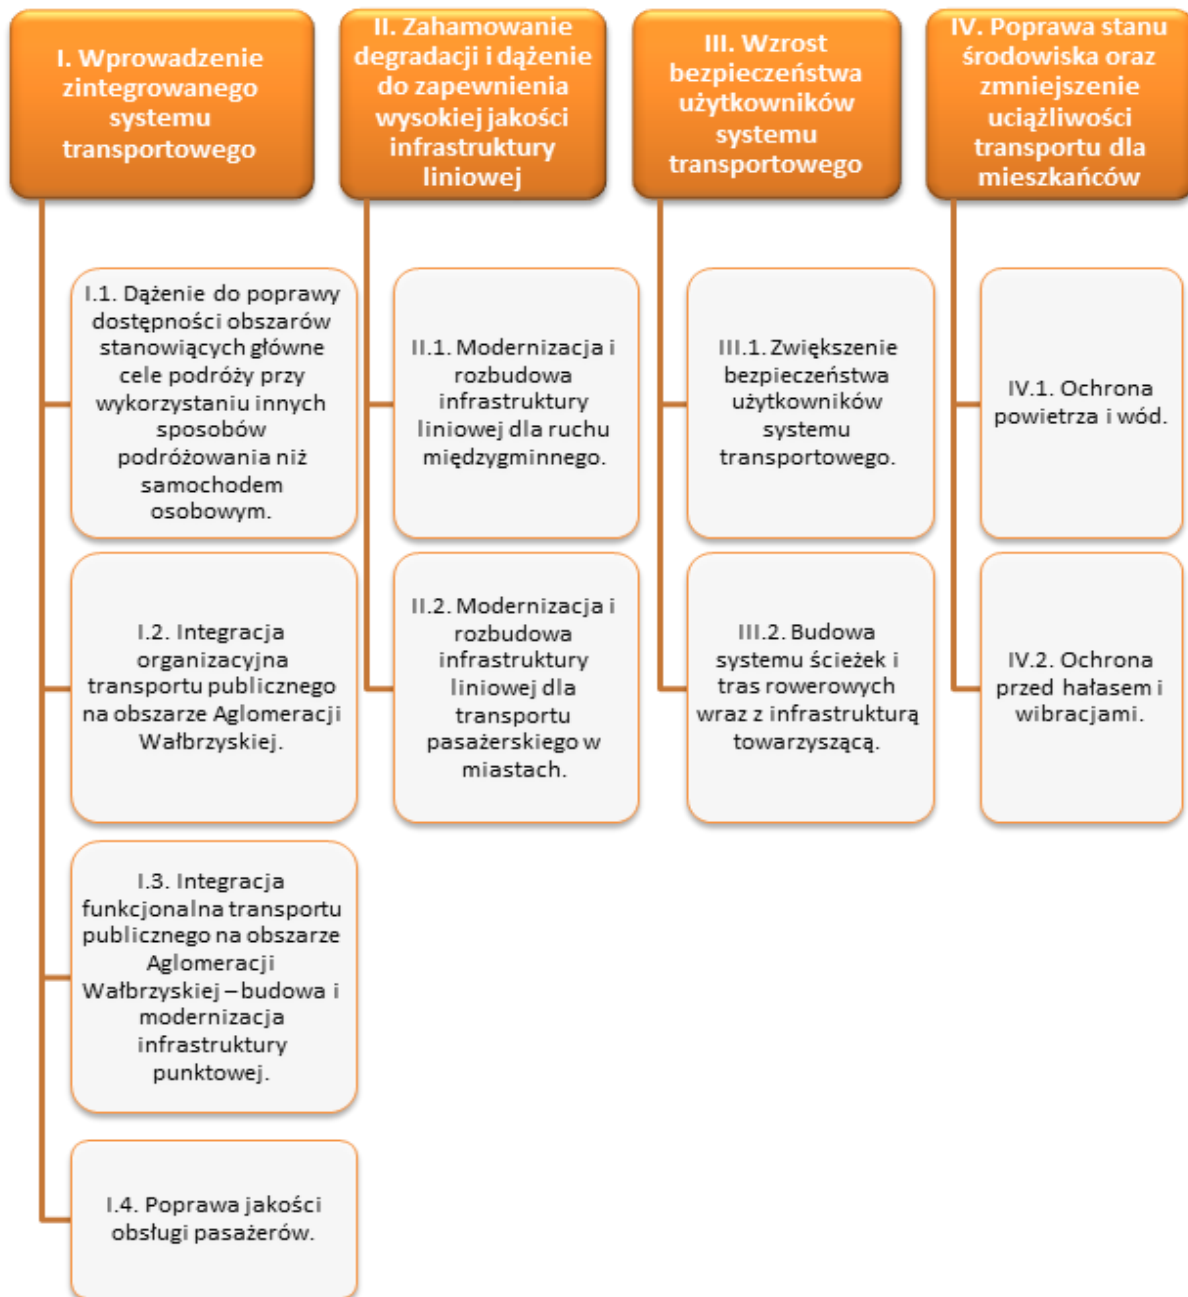 I. Wprowadzenie
zintegrowanego
systemu
transportowego
I.1. Dążenie do poprawy
dostępności obszarów
stanowiących główne
cele podróży przy
wykorzystaniu innych
sposobów
podróżowania niż
samochodem
osobowym.
I.2. Integracja
organizacyjna
transportu publicznego
na obszarze Aglomeracji
Wałbrzyskiej.
I.3. Integracja
funkcjonalna transportu
publicznego na obszarze
Aglomeracji
Wałbrzyskiej – budowa i
modernizacja
infrastruktury
punktowej.
I.4. Poprawa jakości
obsługi pasażerów.
II. Zahamowanie
degradacji i dążenie
do zapewnienia
wysokiej jakości
infrastruktury
liniowej
II.1. Modernizacja i
rozbudowa
infrastruktury
liniowej dla ruchu
międzygminnego.
II.2. Modernizacja i
rozbudowa
infrastruktury
liniowej dla
transportu
pasażerskiego w
miastach.
III. Wzrost
bezpieczeństwa
użytkowników
systemu
transportowego
III.1. Zwiększenie
bezpieczeństwa
użytkowników
systemu
transportowego.
III.2. Budowa
systemu ścieżek i
tras rowerowych
wraz z infrastrukturą
towarzyszącą.
IV. Poprawa stanu
środowiska oraz
zmniejszenie
uciążliwości
transportu dla
mieszkańców
IV.1. Ochrona
powietrza i wód.
IV.2. Ochrona
przed hałasem i
wibracjami.